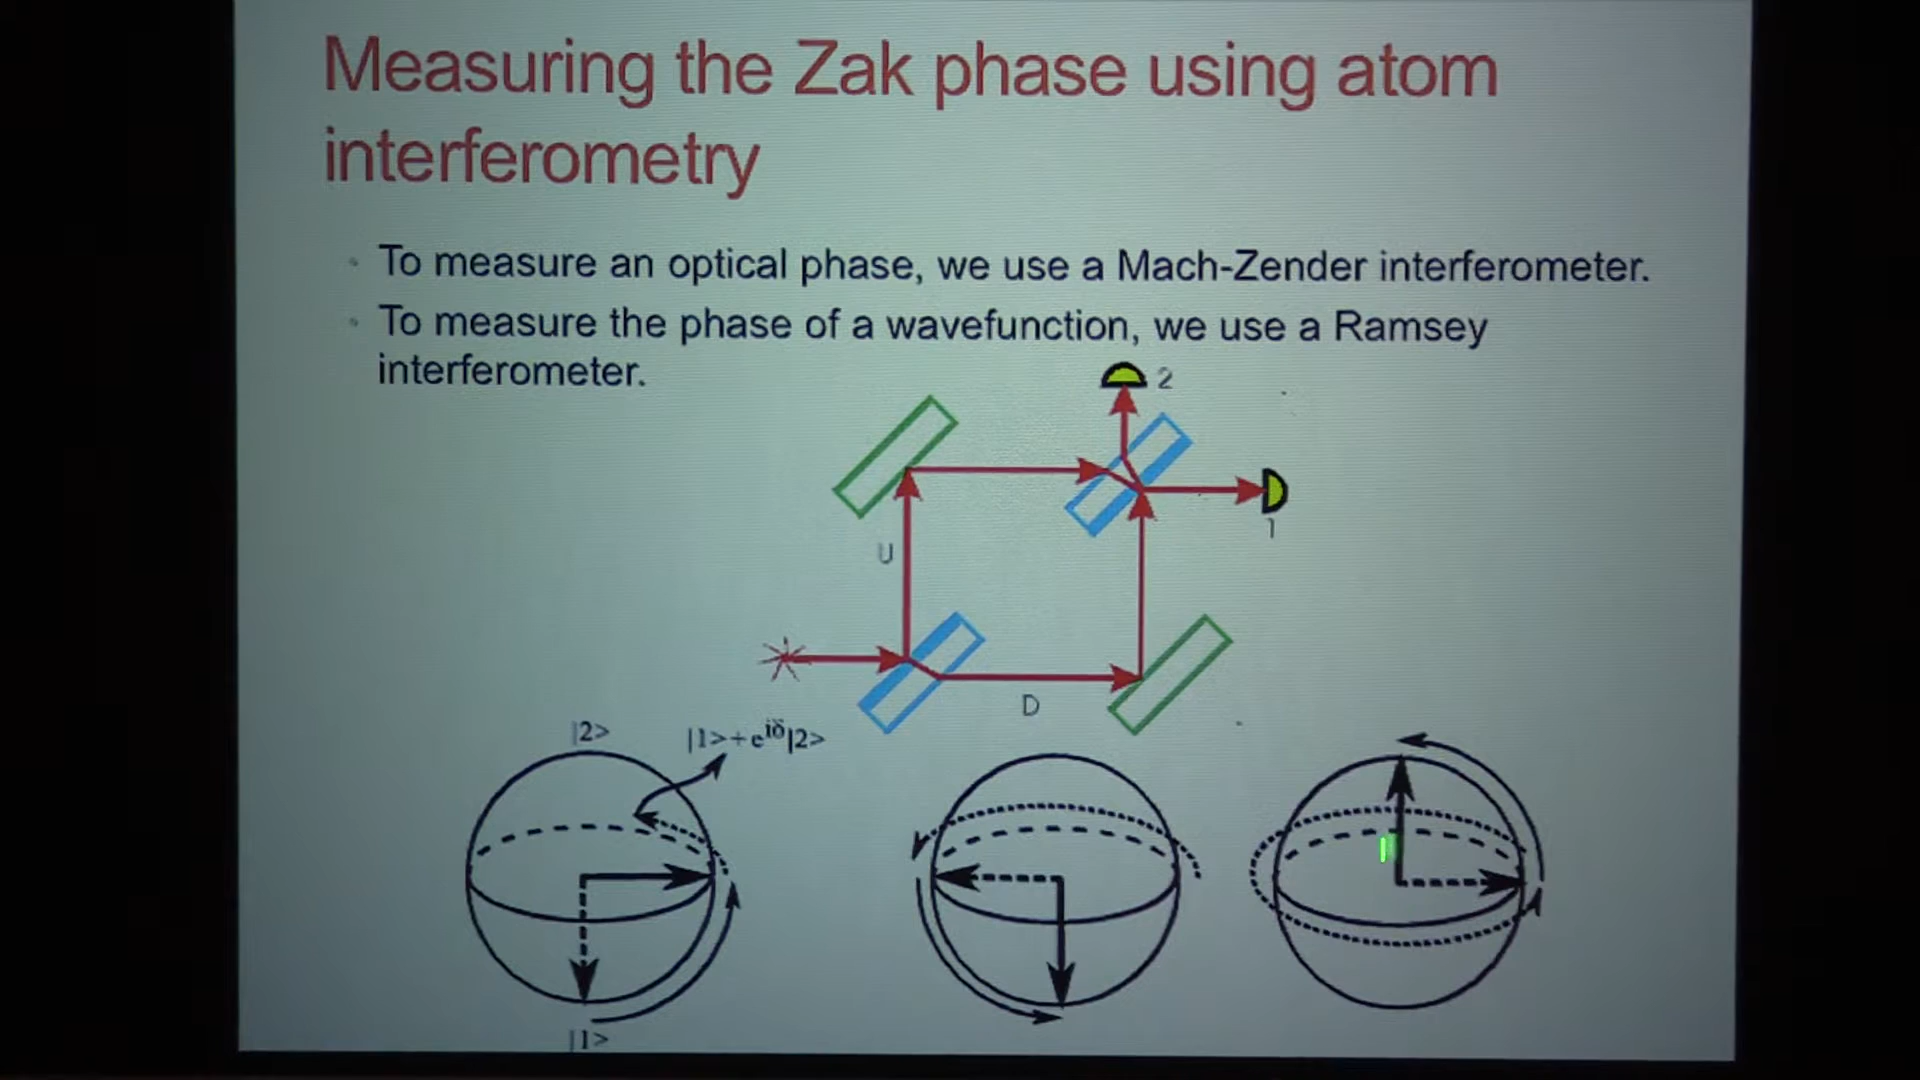 Measuring the Zak phase using atom
interferometry
To measure an optical phase, we use a Mach-Zender interferometer.
To measure the phase of a wavefunction, we use a Ramsey
interferometer.
2
1
U
D
|2>
|1>+e^{iδ}|2>
|1>